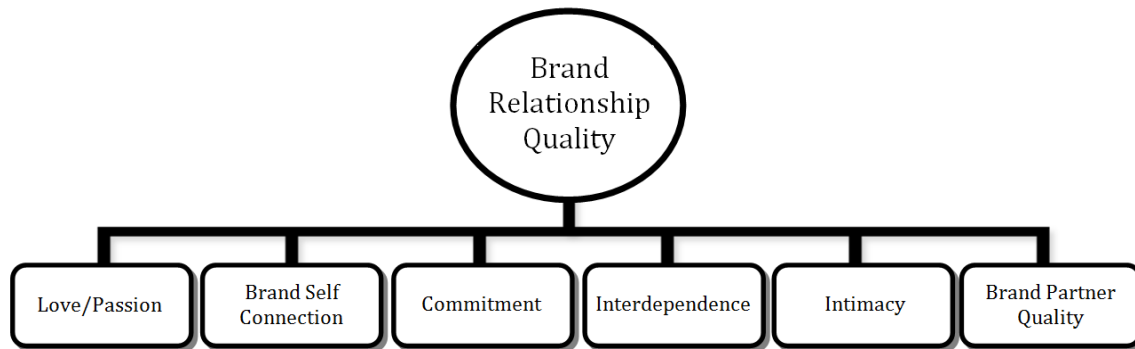 Brand
Relationship
Quality
Love/Passion
Brand Self
Connection
Commitment
Interdependence
Intimacy
Brand Partner
Quality